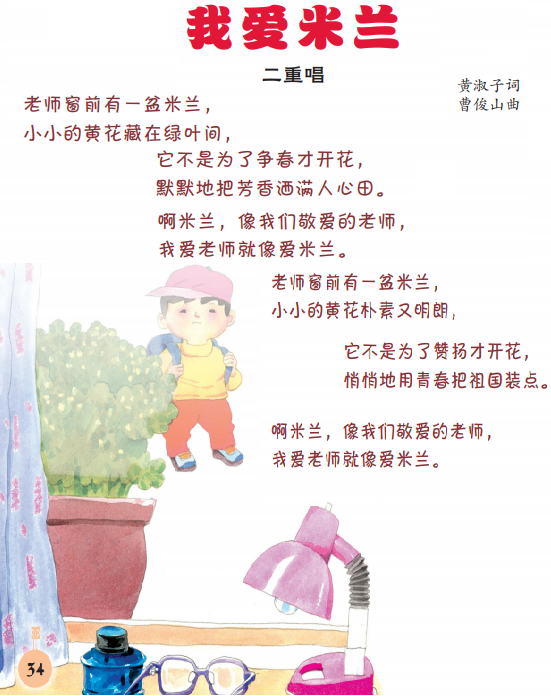 我爱米兰
二重唱
黄淑子词
曹俊山曲
老师窗前有一盆米兰，
小小的黄花藏在绿叶间，
它不是为了争春才开花，
默默地把芳香洒满人心田。
啊米兰，像我们敬爱的老师，
我爱老师就像爱米兰。
老师窗前有一盆米兰，
小小的黄花朴素又明朗，
它不是为了赞扬才开花，
悄悄地用青春把祖国装点。
啊米兰，像我们敬爱的老师，
我爱老师就像爱米兰。
34